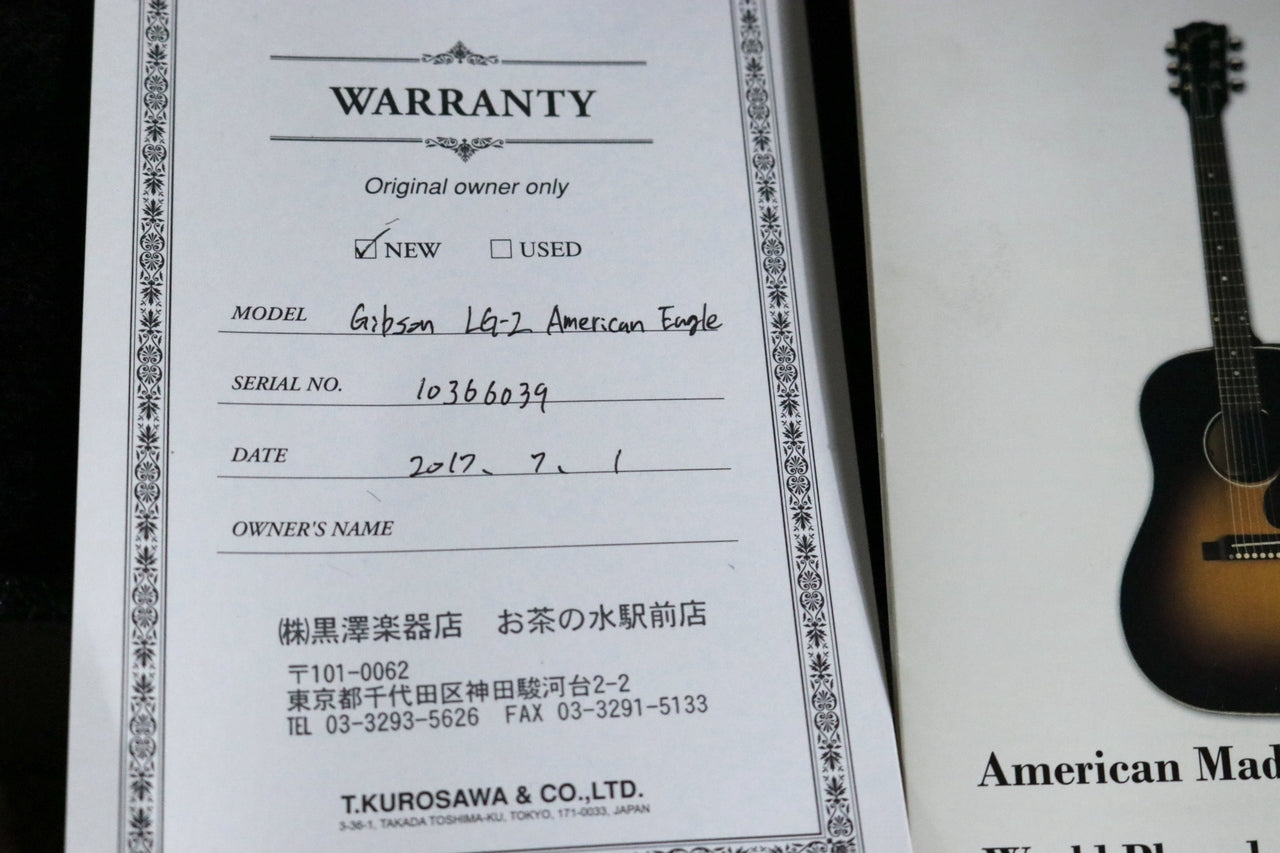 WARRANTY
Original owner only
☑ NEW ☐ USED
MODEL Gibson LG-2 American Eagle
SERIAL NO. 10366039
DATE 2017、7、1
OWNER'S NAME
㈱黒澤楽器店 お茶の水駅前店
〒101-0062
東京都千代田区神田駿河台2-2
TEL 03-3293-5626 FAX 03-3291-5133
T.KUROSAWA & CO.,LTD.
3-36-1, TAKADA TOSHIMA-KU, TOKYO, 171-0033, JAPAN
American Mad